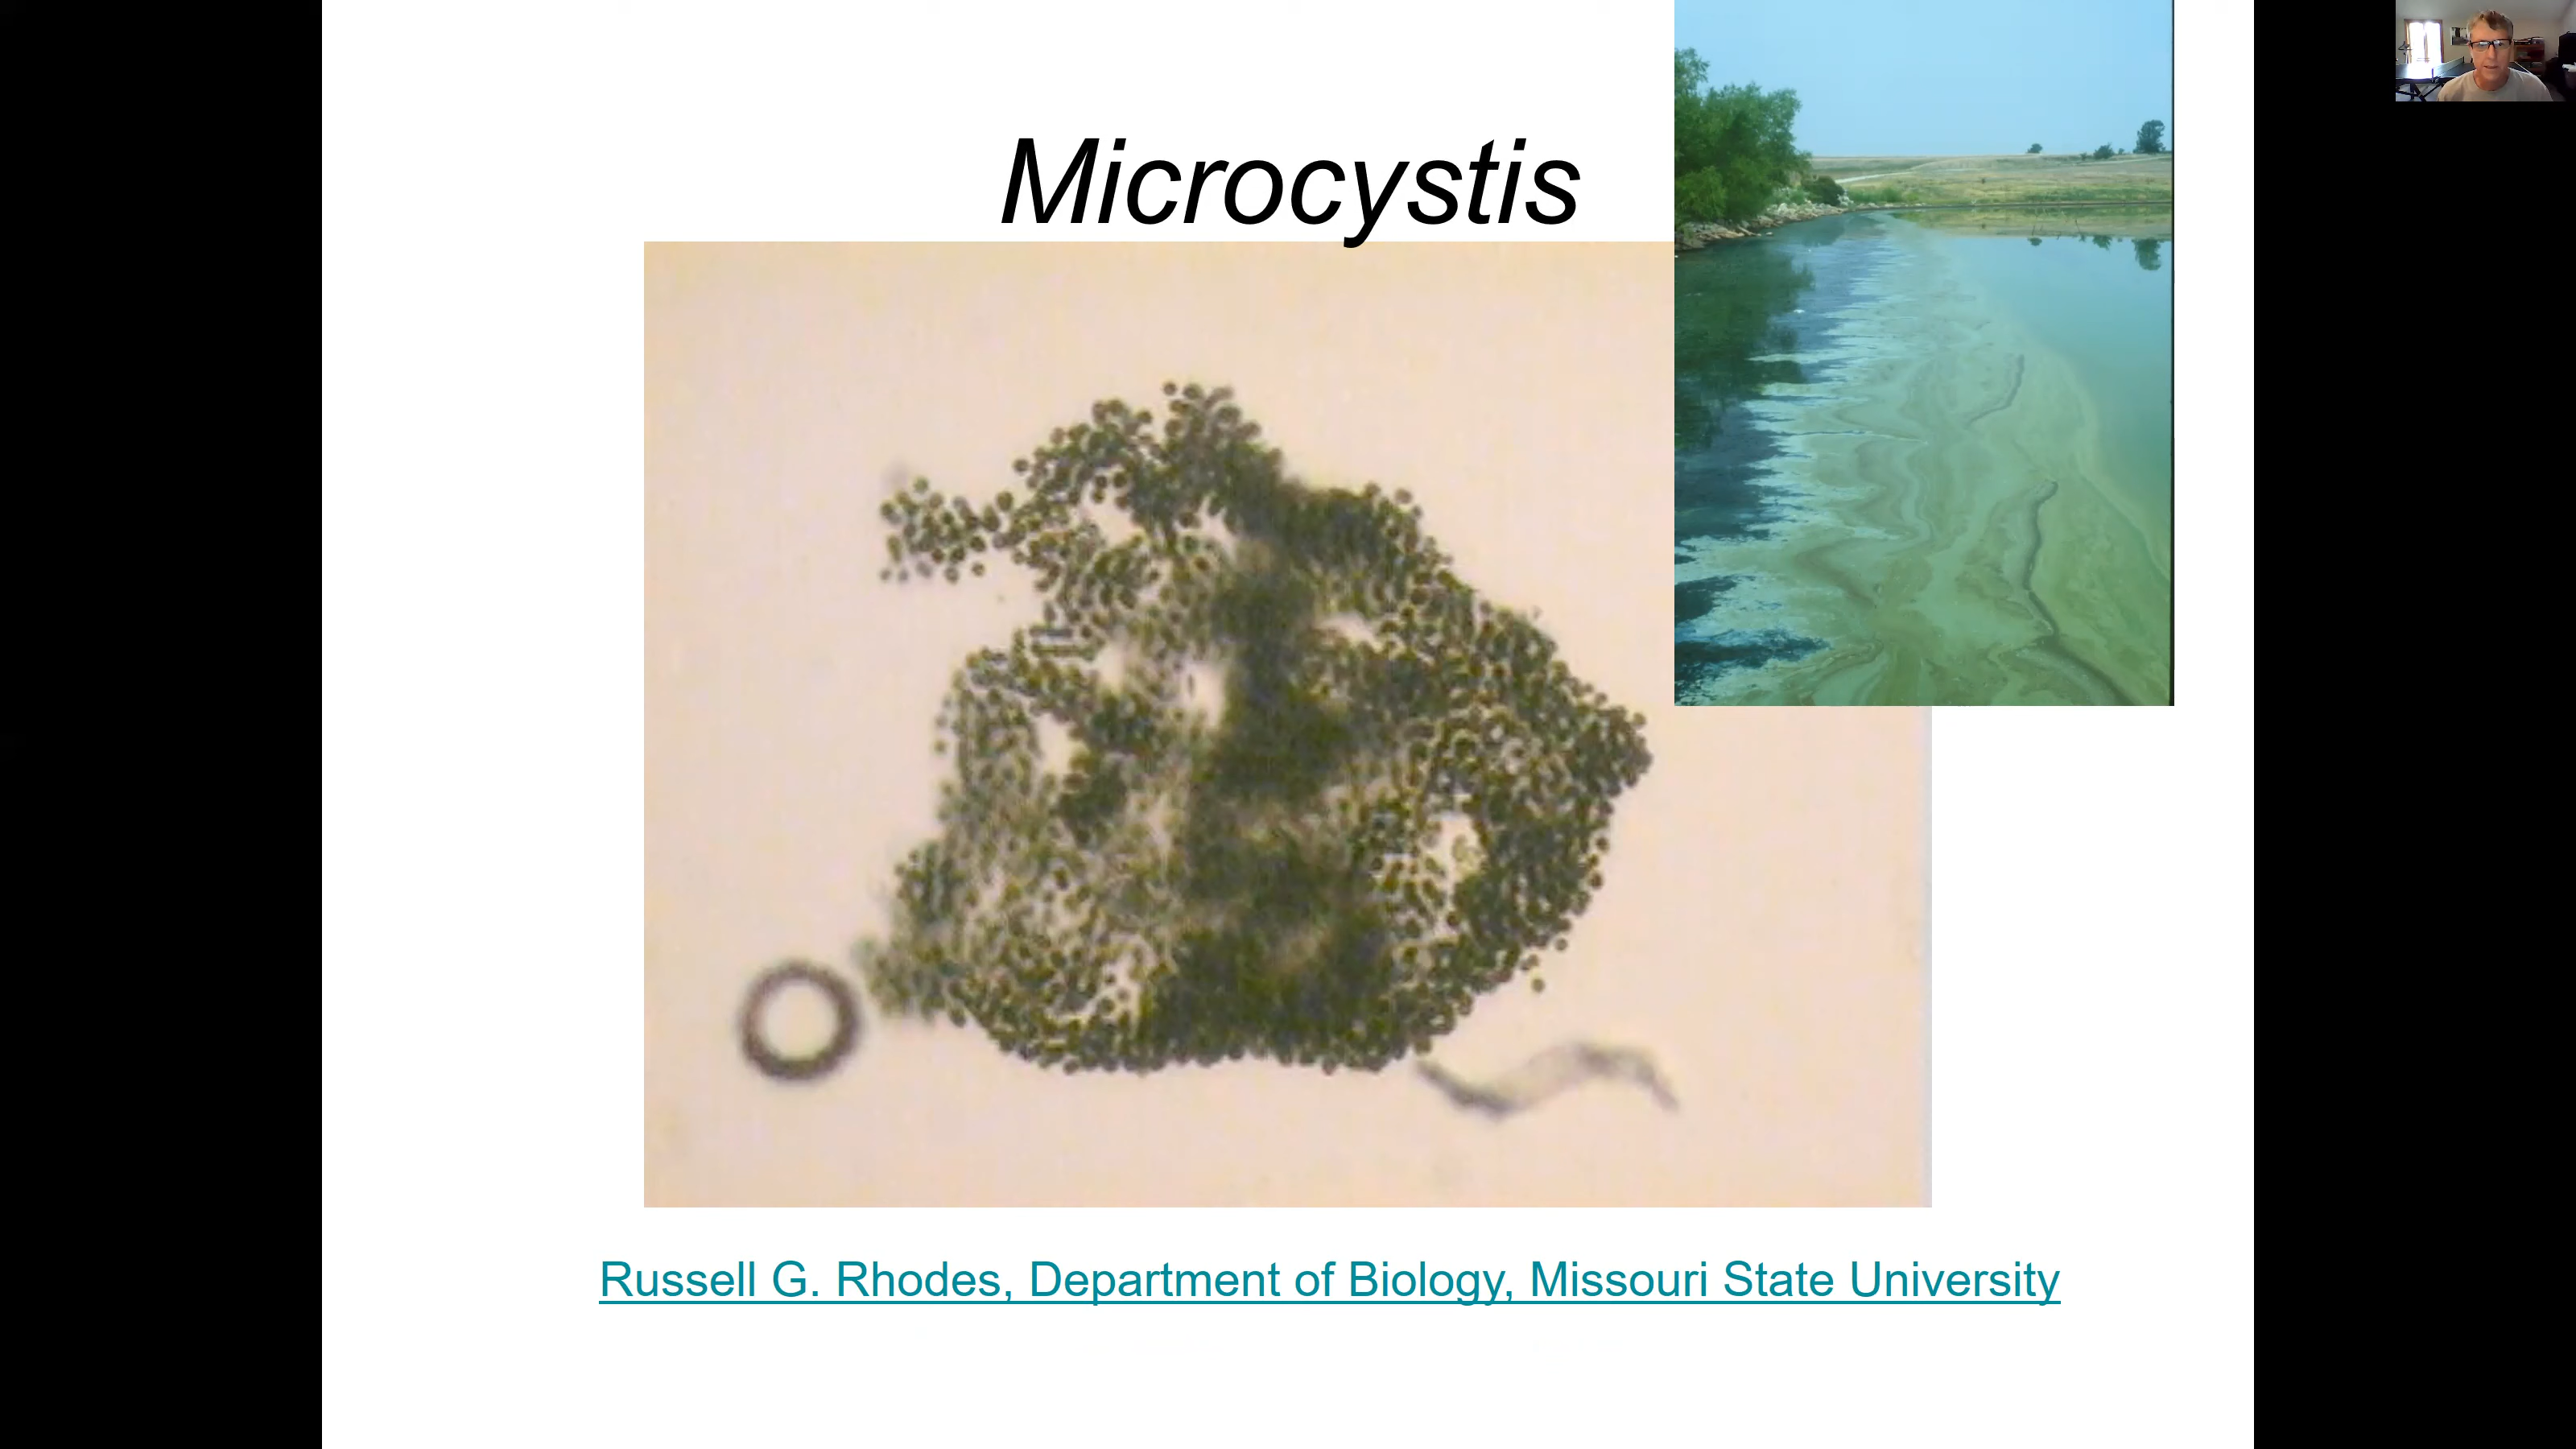 Microcystis
Russell G. Rhodes, Department of Biology, Missouri State University